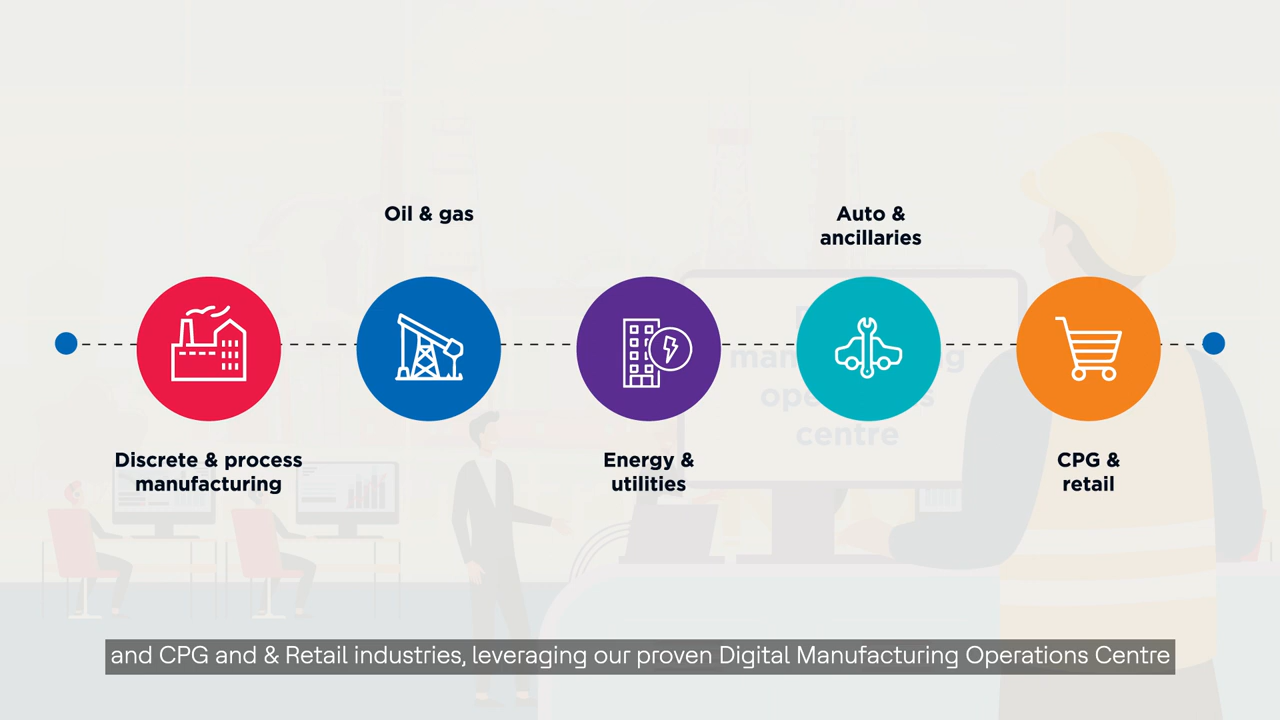 Oil & gas
Auto &
ancillaries
Discrete & process
manufacturing
Energy &
utilities
CPG &
retail
centre
and CPG and & Retail industries, leveraging our proven Digital Manufacturing Operations Centre